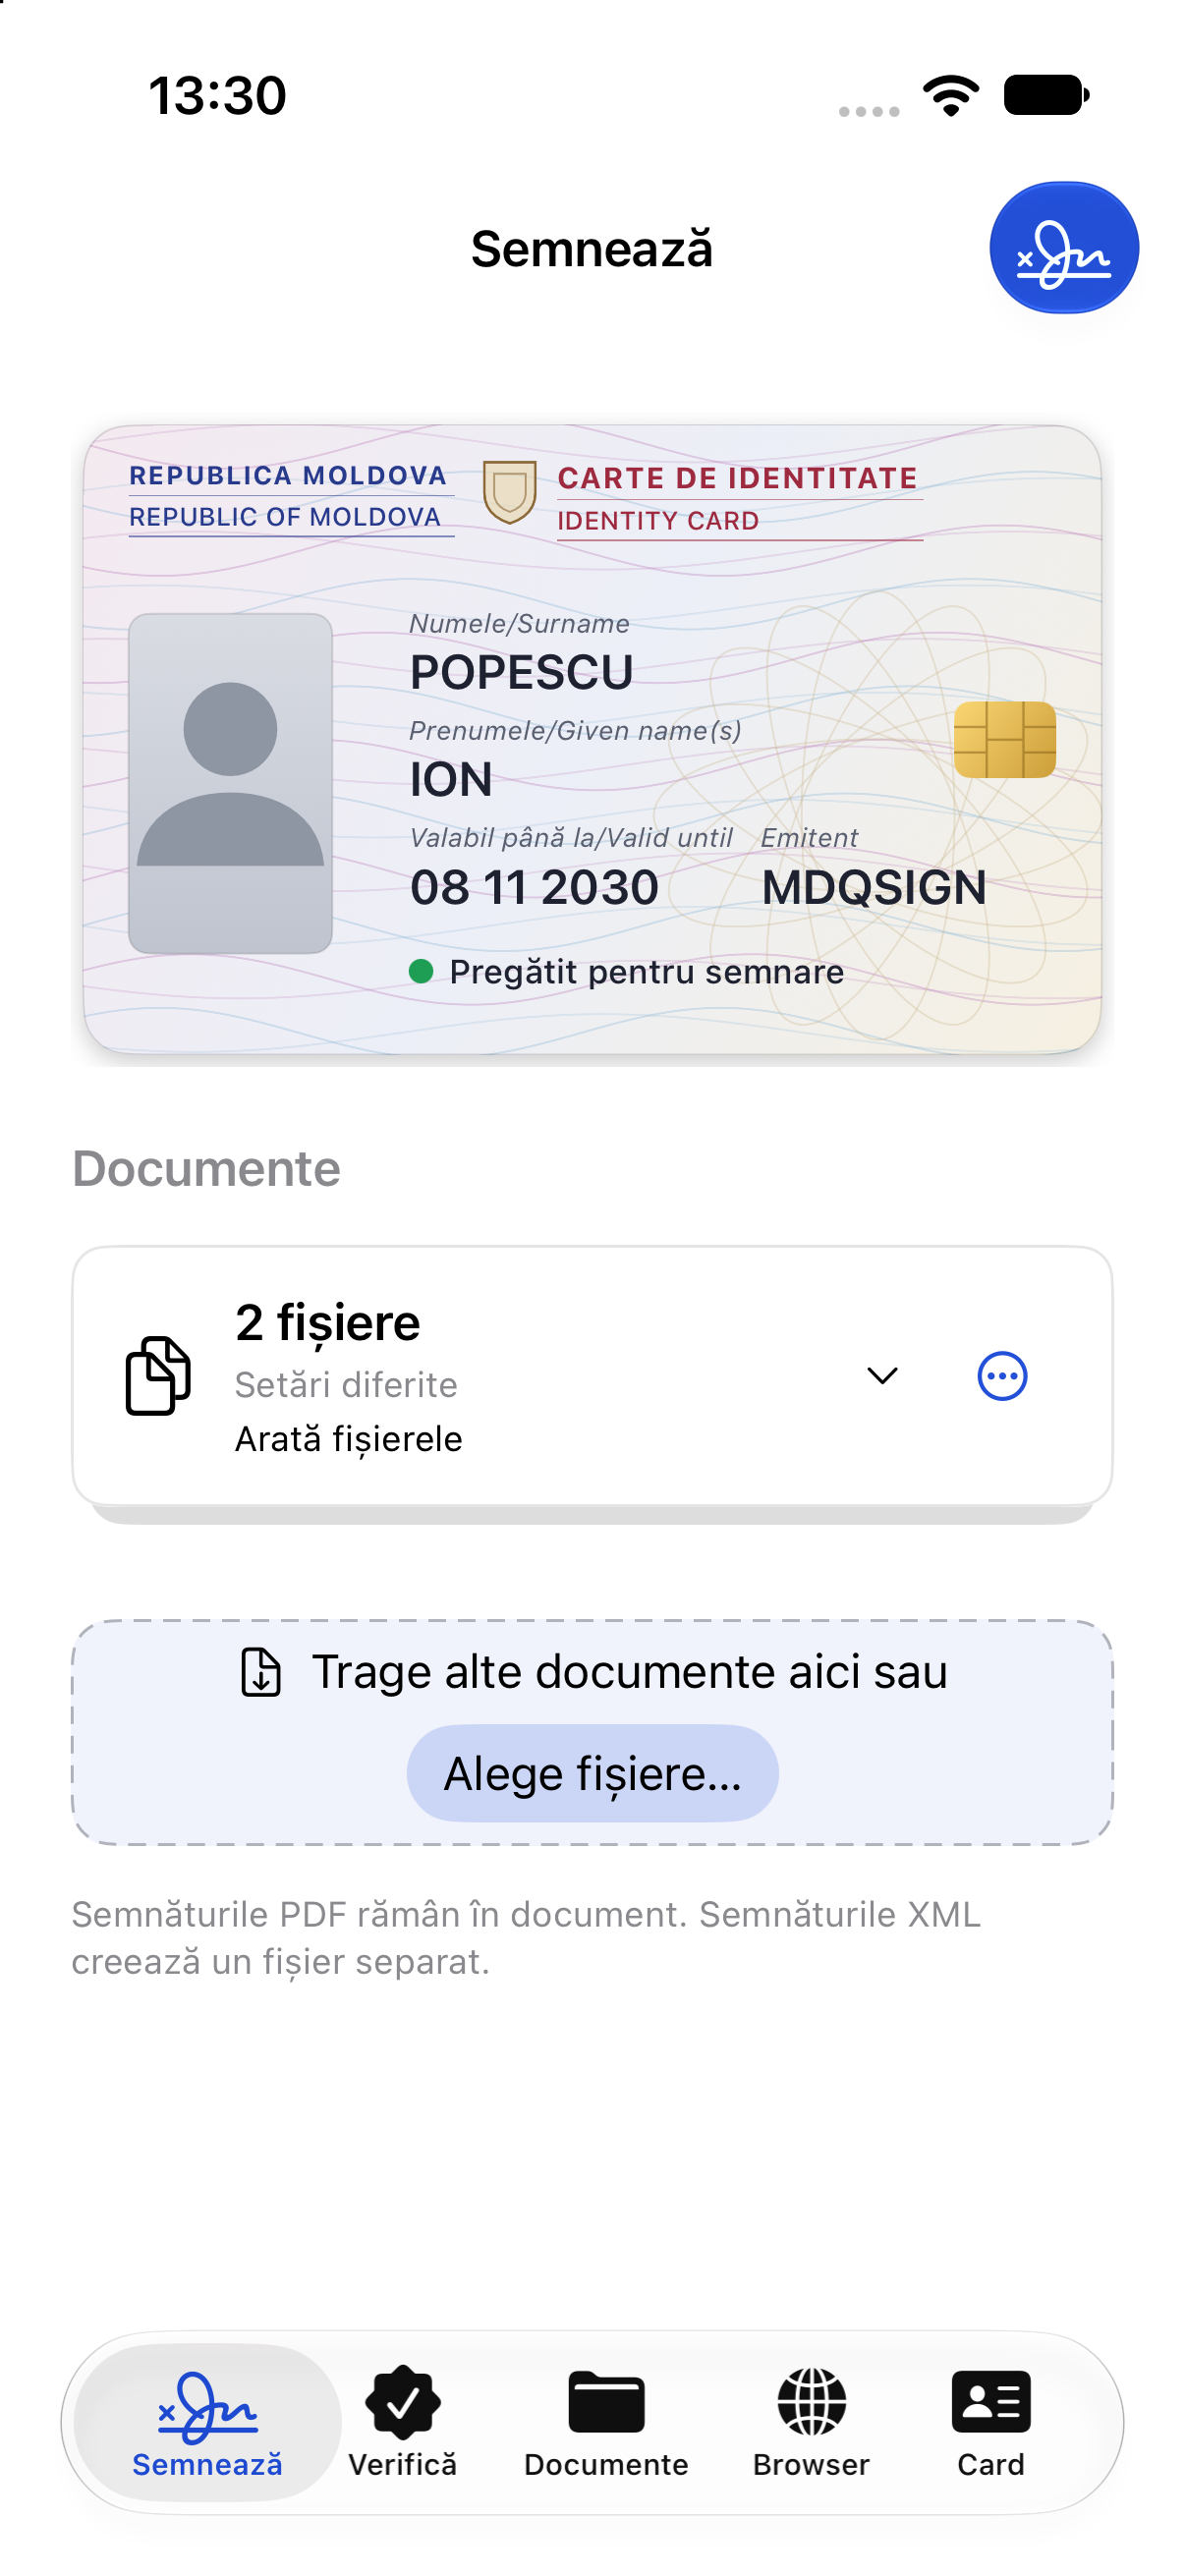 13:30
Semnează
REPUBLICA MOLDOVA
REPUBLIC OF MOLDOVA
CARTE DE IDENTITATE
IDENTITY CARD
Numele/Surname
POPESCU
Prenumele/Given name(s)
ION
Valabil până la/Valid until Emitent
08 11 2030 MDQSIGN
Pregătit pentru semnare
Documente
2 fișiere
Setări diferite
Arată fișierele
Trage alte documente aici sau
Alege fișiere...
Semnăturile PDF rămân în document. Semnăturile XML
creează un fișier separat.
Semnează Verifică Documente Browser Card